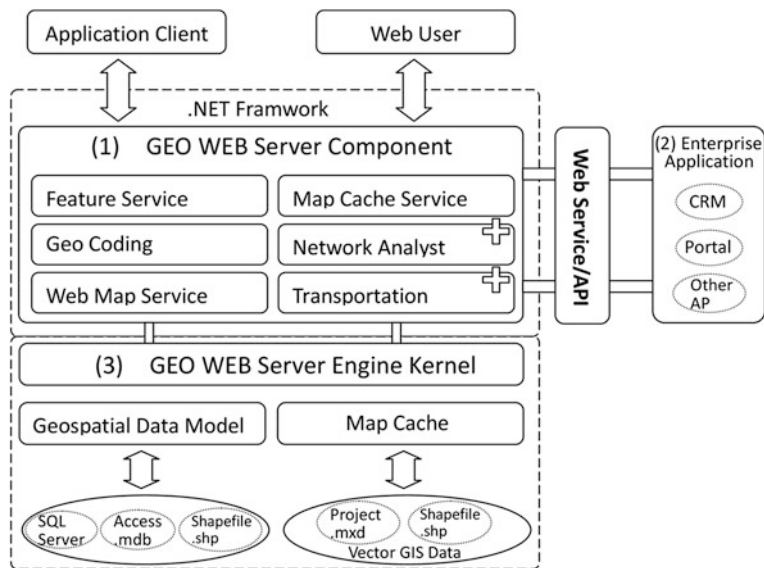 Application Client
Web User
.NET Framwork
(1) GEO WEB Server Component
Feature Service
Map Cache Service
Geo Coding
Network Analyst
Web Map Service
Transportation
Web Service/API
(2) Enterprise
Application
CRM
Portal
Other
AP
(3) GEO WEB Server Engine Kernel
Geospatial Data Model
Map Cache
SQL
Server
Access
.mdb
Shapefile
.shp
Project
.mxd
Shapefile
.shp
Vector GIS Data